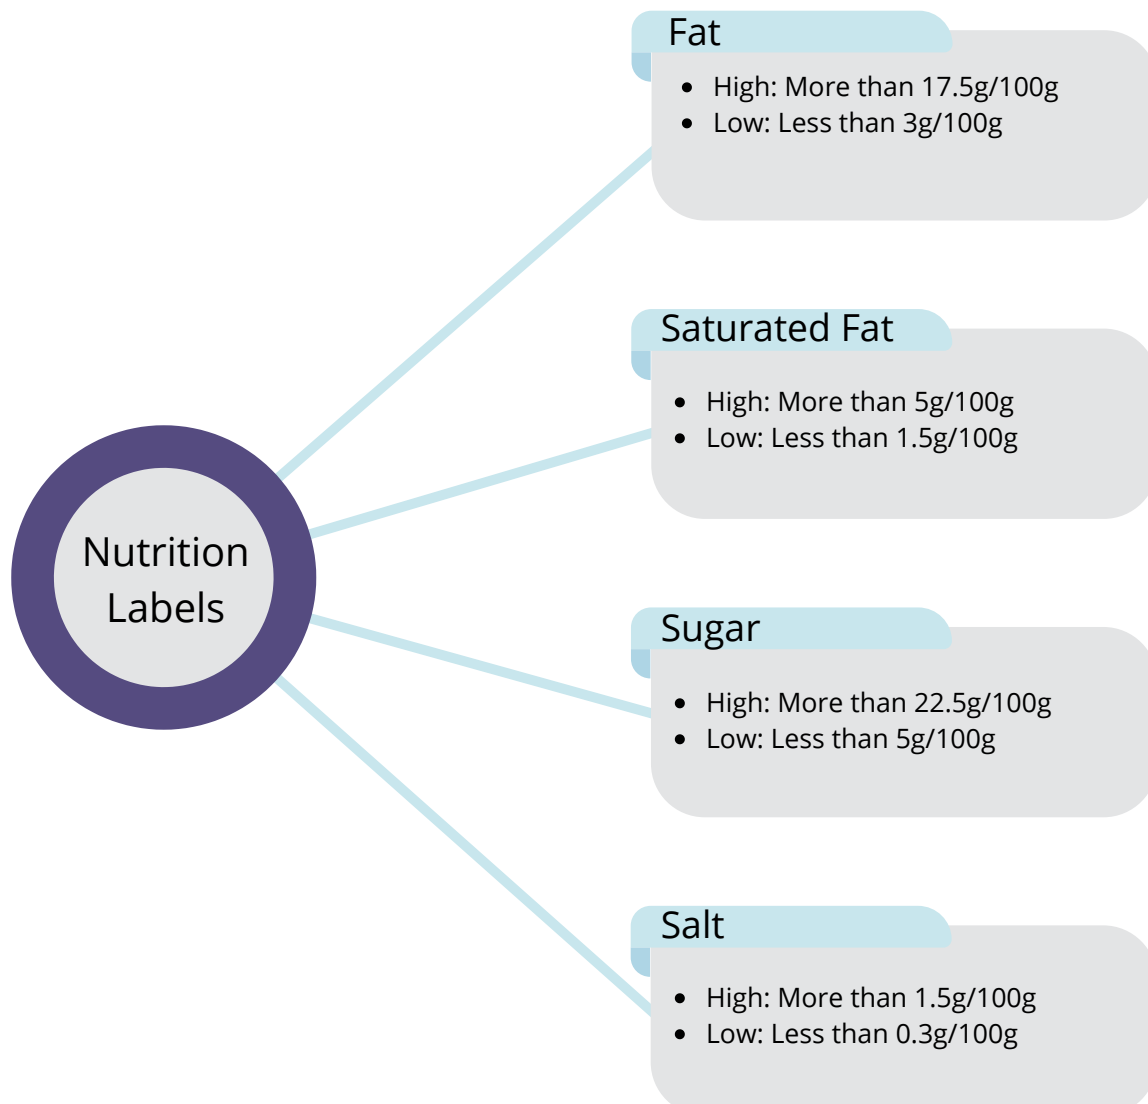 Fat
• High: More than 17.5g/100g
• Low: Less than 3g/100g
Saturated Fat
• High: More than 5g/100g
• Low: Less than 1.5g/100g
Nutrition
Labels
Sugar
• High: More than 22.5g/100g
• Low: Less than 5g/100g
Salt
• High: More than 1.5g/100g
• Low: Less than 0.3g/100g